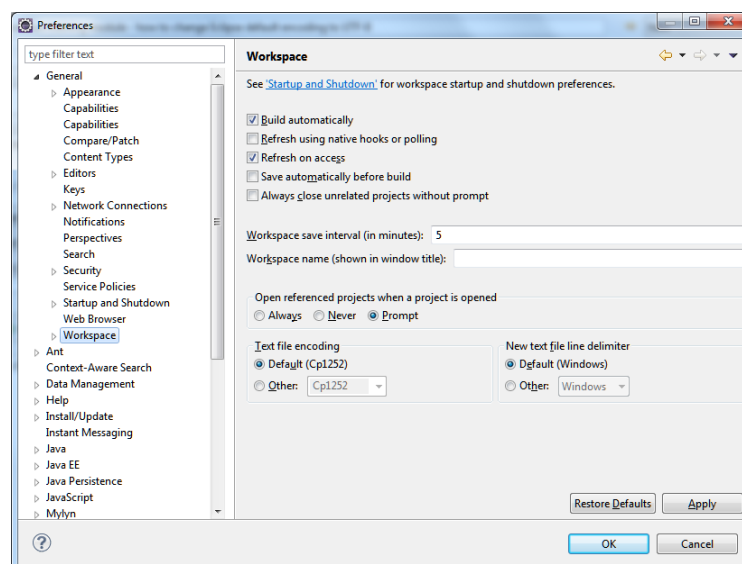 Preferences
type filter text
General
Appearance
Capabilities
Capabilities
Compare/Patch
Content Types
Editors
Keys
Network Connections
Notifications
Perspectives
Search
Security
Service Policies
Startup and Shutdown
Web Browser
Workspace
Ant
Context-Aware Search
Data Management
Help
Install/Update
Instant Messaging
Java
Java EE
Java Persistence
JavaScript
Mylyn
Workspace
See 'Startup and Shutdown' for workspace startup and shutdown preferences.
Build automatically
Refresh using native hooks or polling
Refresh on access
Save automatically before build
Always close unrelated projects without prompt
Workspace save interval (in minutes): 5
Workspace name (shown in window title):
Open referenced projects when a project is opened
Always Never Prompt
Text file encoding
Default (Cp1252)
Other: Cp1252
New text file line delimiter
Default (Windows)
Other: Windows
Restore Defaults Apply
OK Cancel